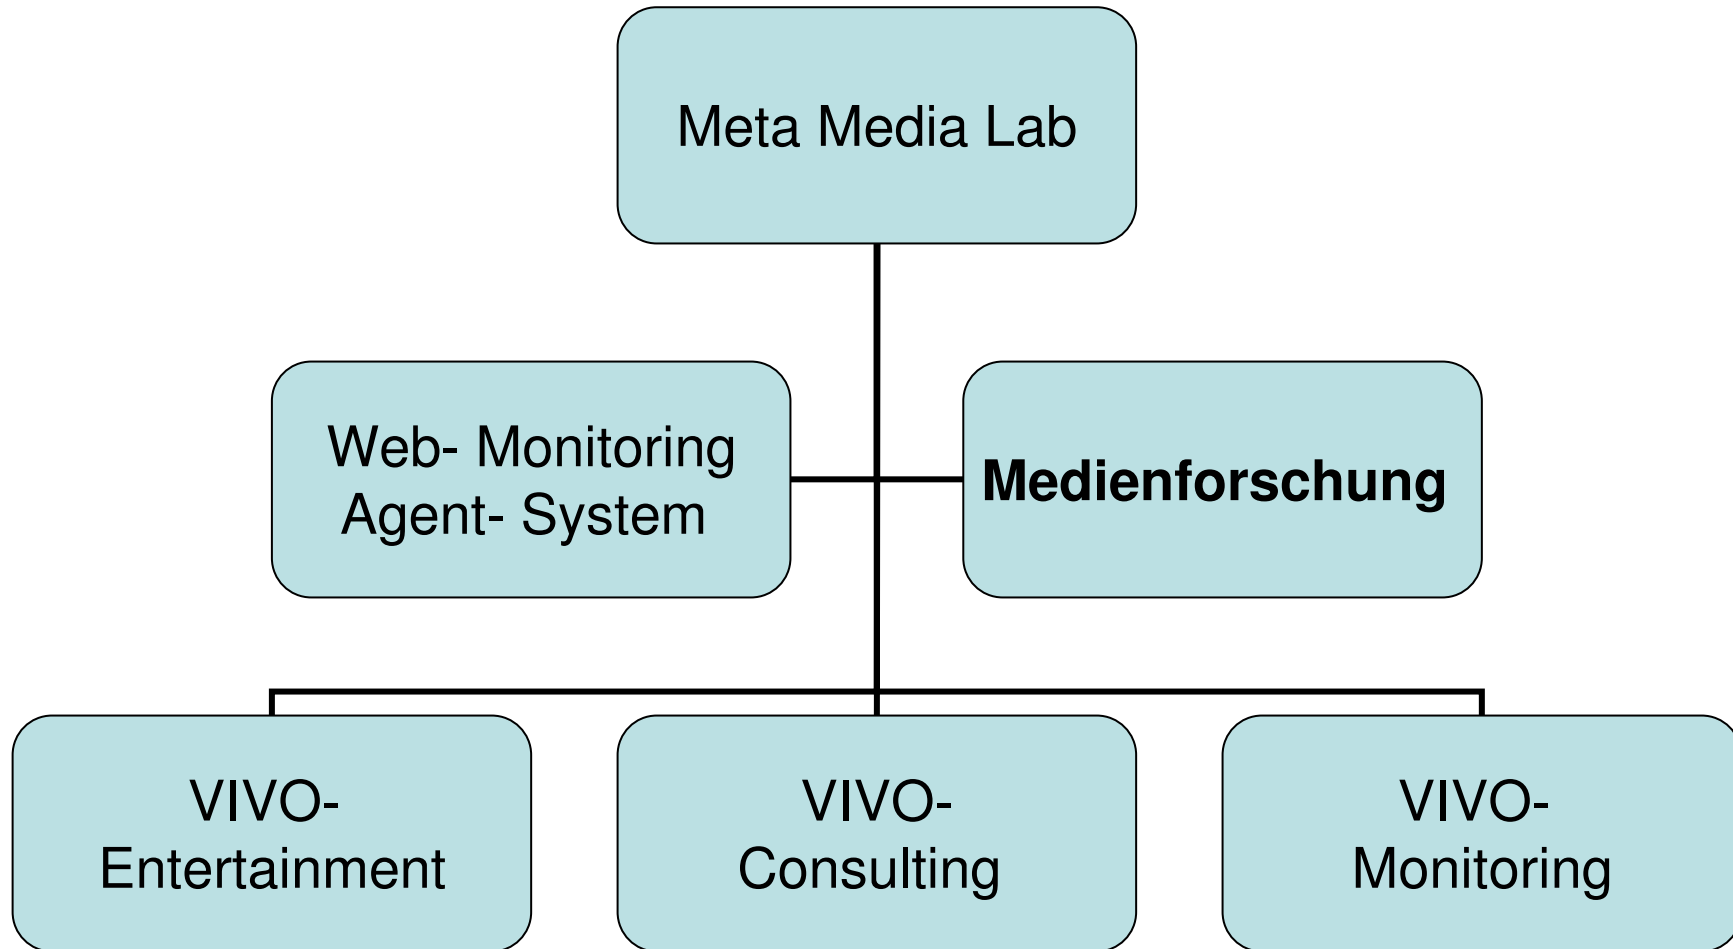 Meta Media Lab
Web- Monitoring
Agent- System
Medienforschung
VIVO-
Entertainment
VIVO-
Consulting
VIVO-
Monitoring